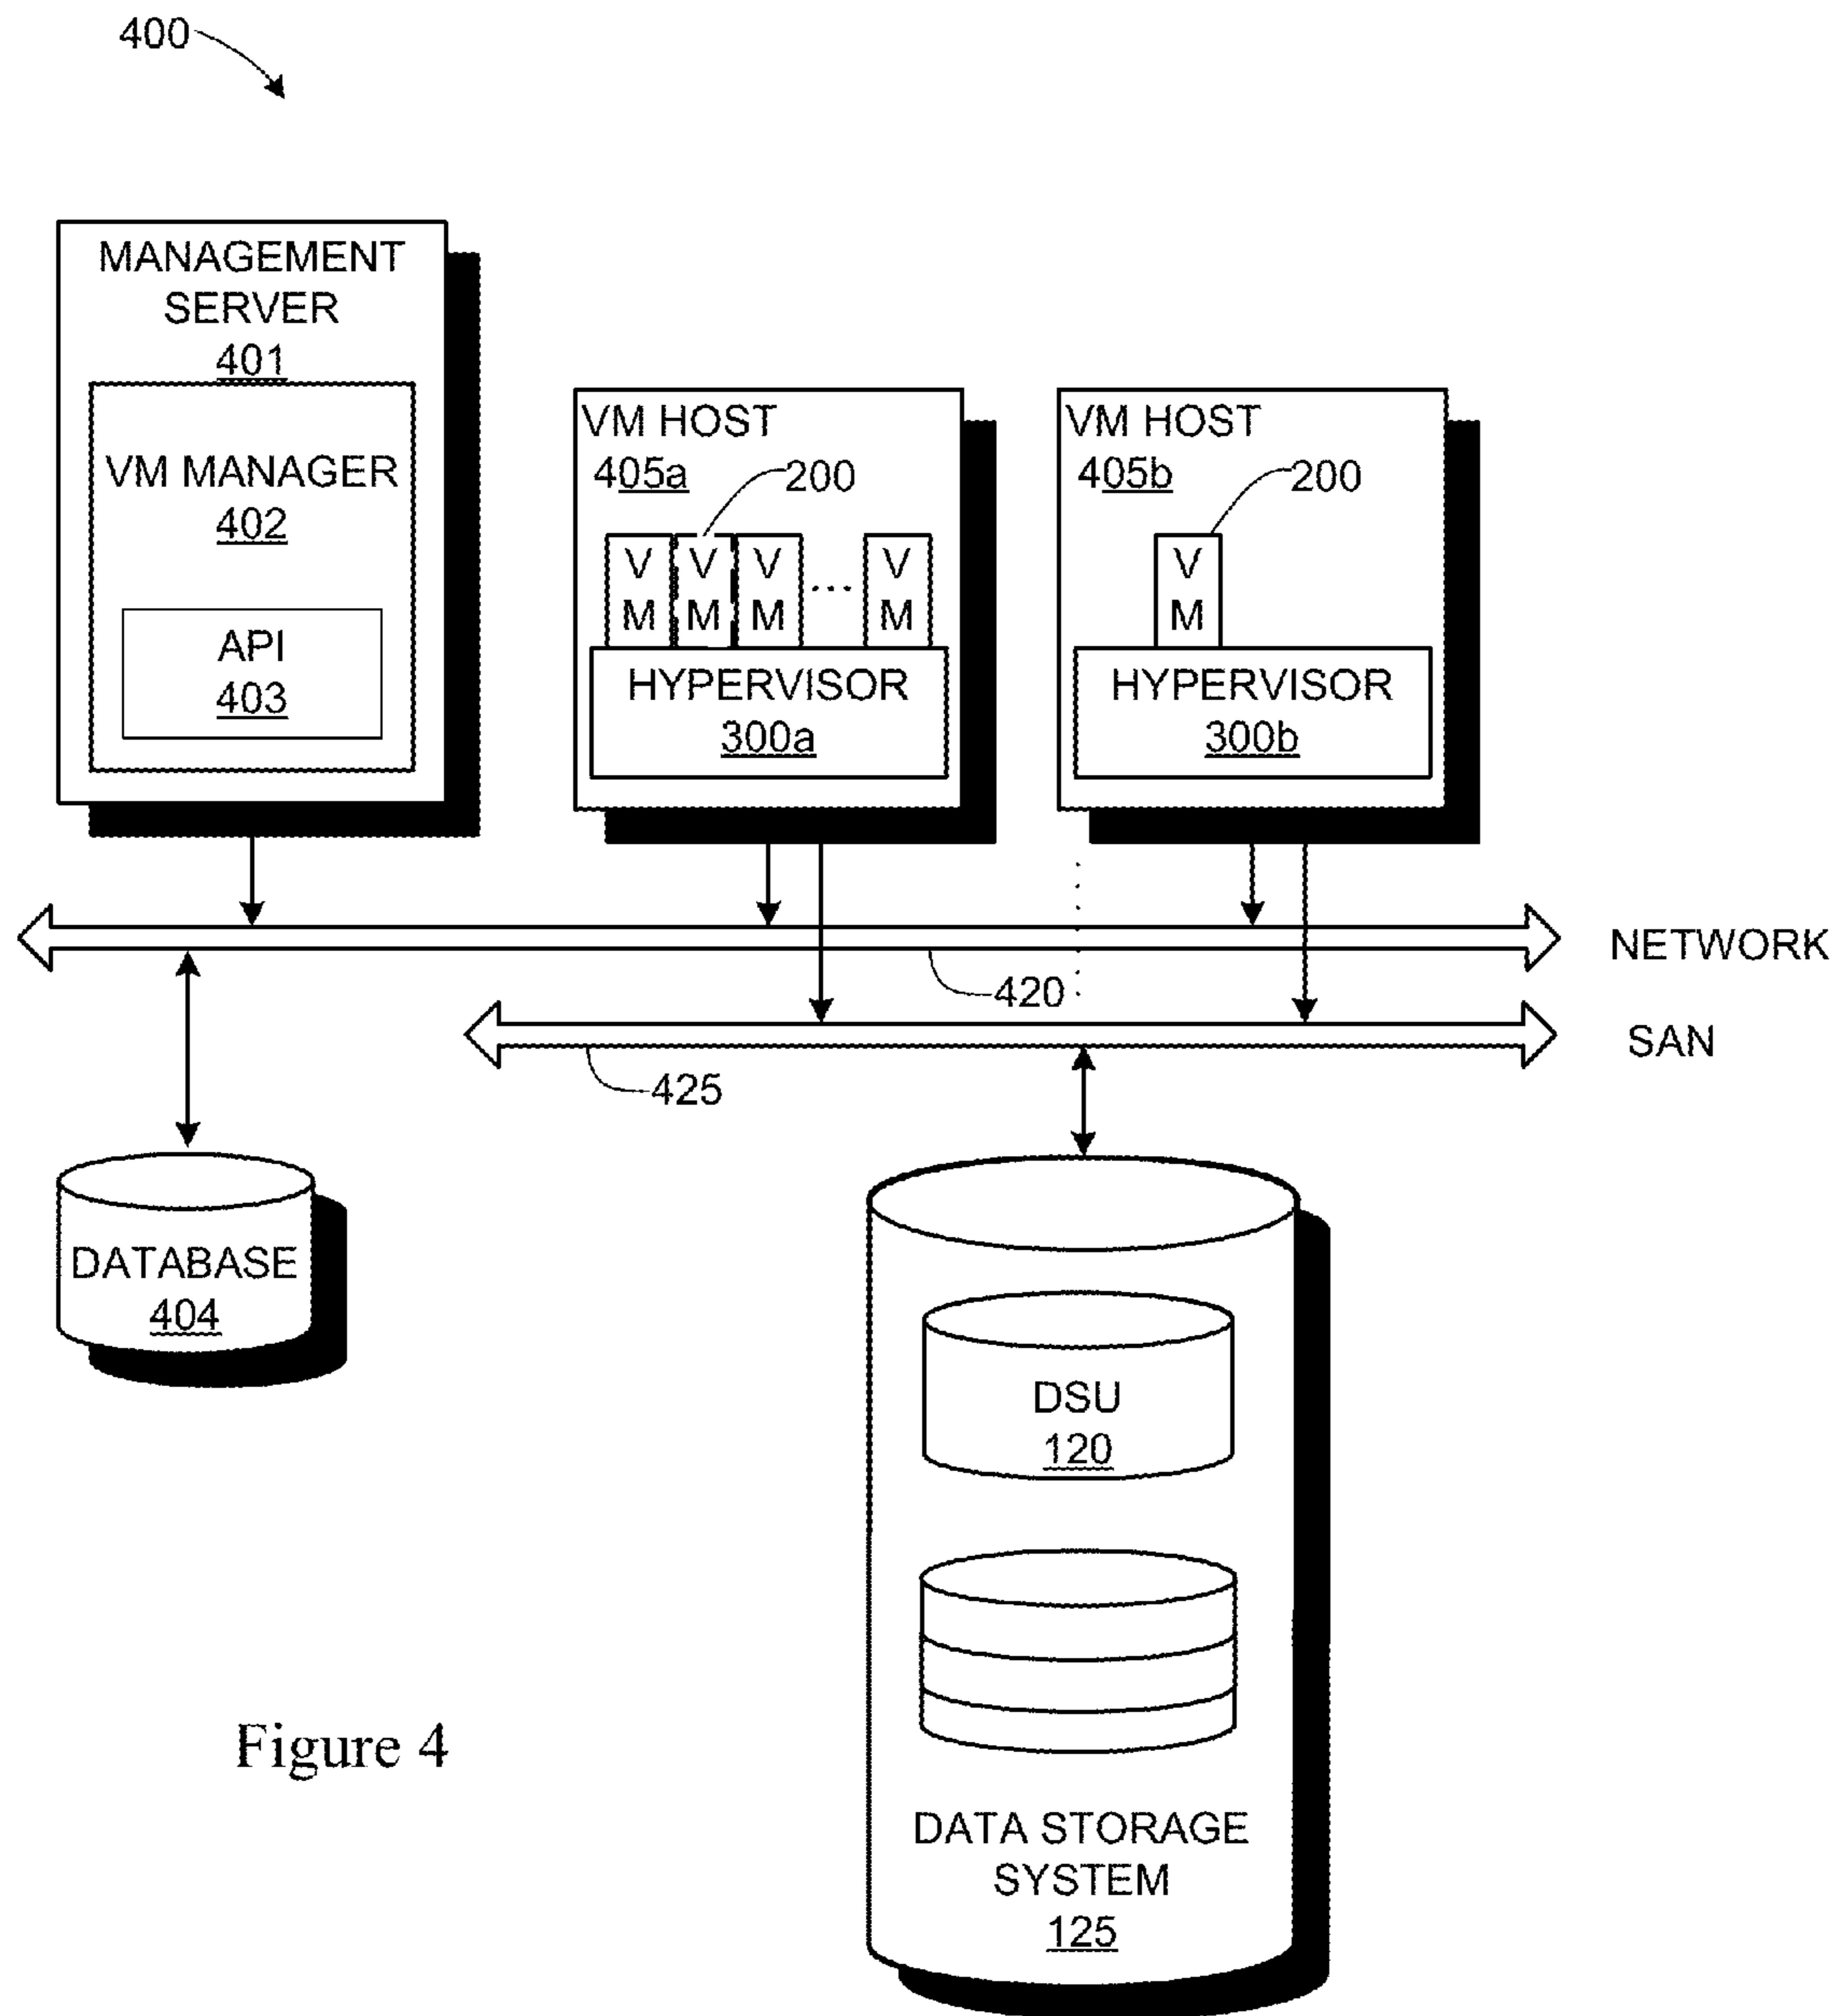 400
MANAGEMENT
SERVER
401
VM MANAGER
402
API
403
VM HOST
405a
200
V
M
V
M
V
M
...
V
M
HYPERVISOR
300a
VM HOST
405b
200
V
M
HYPERVISOR
300b
NETWORK
420
SAN
425
DATABASE
404
DSU
120
DATA STORAGE
SYSTEM
125
Figure 4